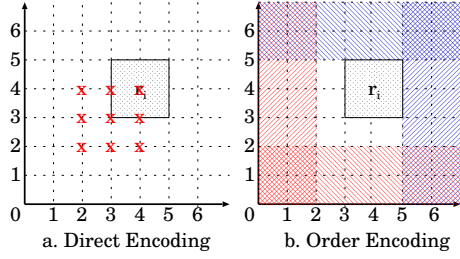 6 6
5 5
4 x x x r_i 4 r_i
3 x x x 3
2 x x x 2
1 1
0 1 2 3 4 5 6 0 1 2 3 4 5 6
a. Direct Encoding b. Order Encoding